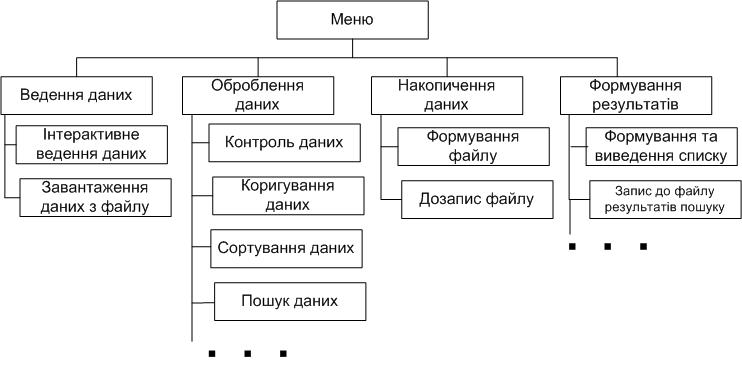 Меню
Ведення даних
Інтерактивне
ведення даних
Завантаження
даних з файлу
Оброблення
даних
Контроль даних
Коригування
даних
Сортування даних
Пошук даних
Накопичення
даних
Формування
файлу
Дозапис файлу
Формування
результатів
Формування та
виведення списку
Запис до файлу
результатів пошуку